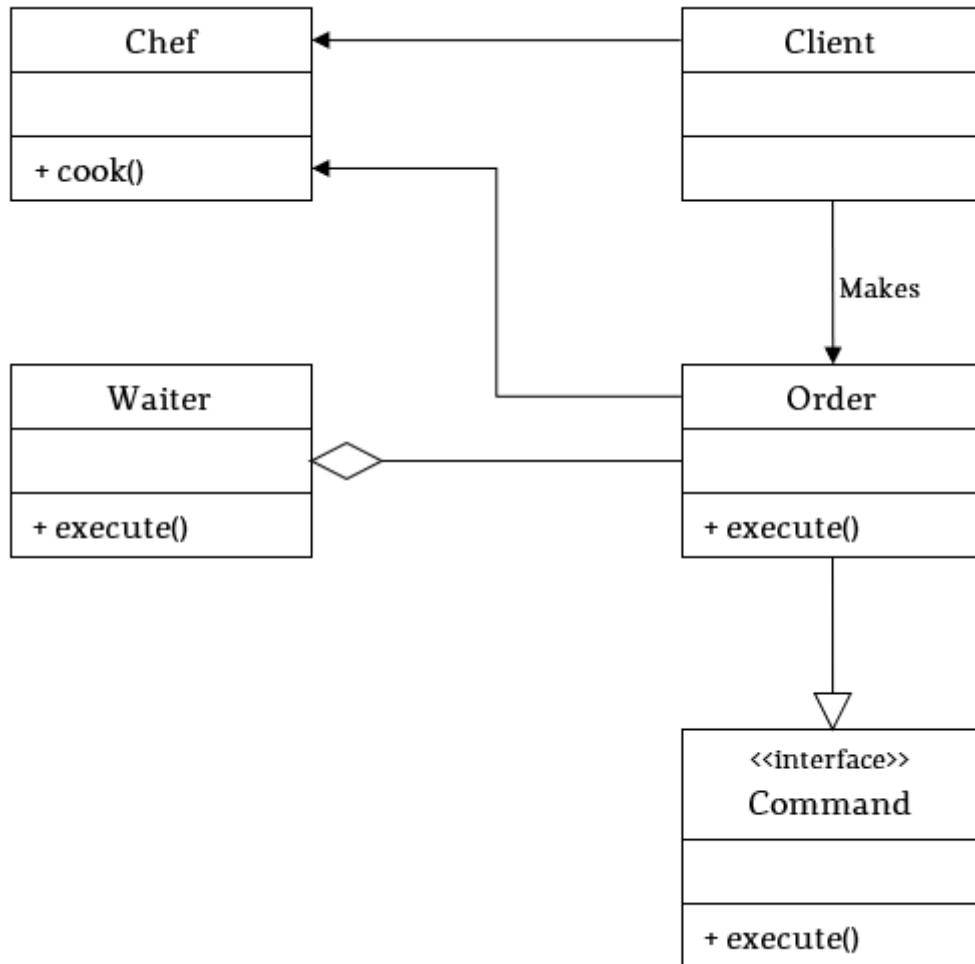 Chef
+ cook()
Client
Makes
Waiter
+ execute()
Order
+ execute()
<<interface>>
Command
+ execute()